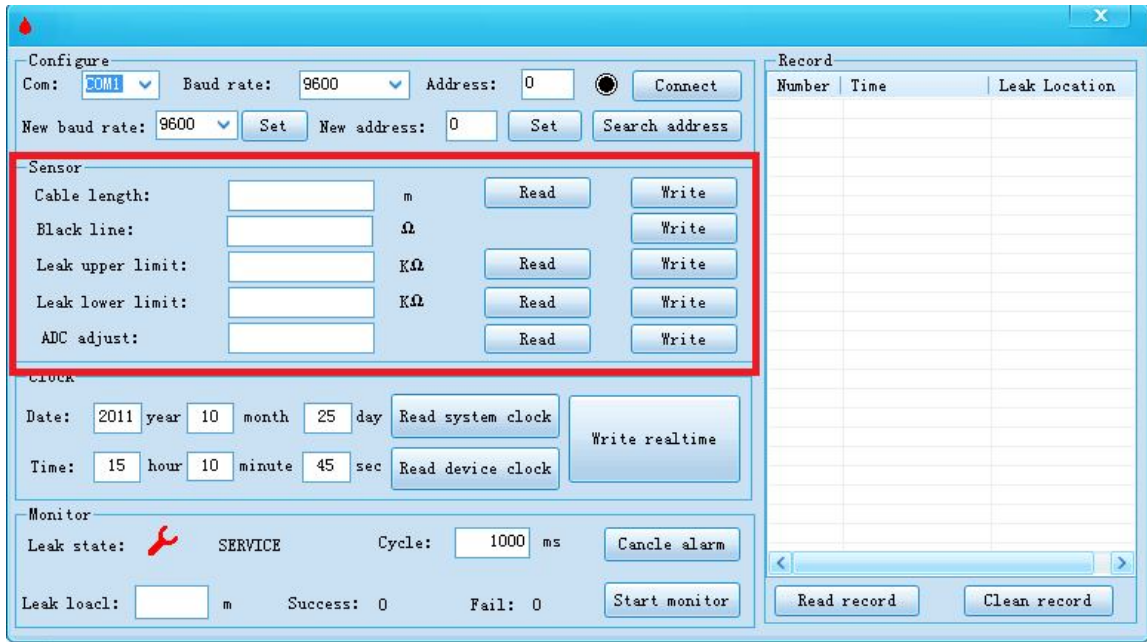 X
Configure
Com: COM1 Baud rate: 9600 Address: 0 Connect
New baud rate: 9600 Set New address: 0 Set Search address
Sensor
Cable length: m Read Write
Black line: Ω Write
Leak upper limit: KΩ Read Write
Leak lower limit: KΩ Read Write
ADC adjust: Read Write
Clock
Date: 2011 year 10 month 25 day Read system clock
Write realtime
Time: 15 hour 10 minute 45 sec Read device clock
Monitor
Leak state: SERVICE Cycle: 1000 ms Cancle alarm
Leak loacl: m Success: 0 Fail: 0 Start monitor
Record
Number Time Leak Location
Read record Clean record